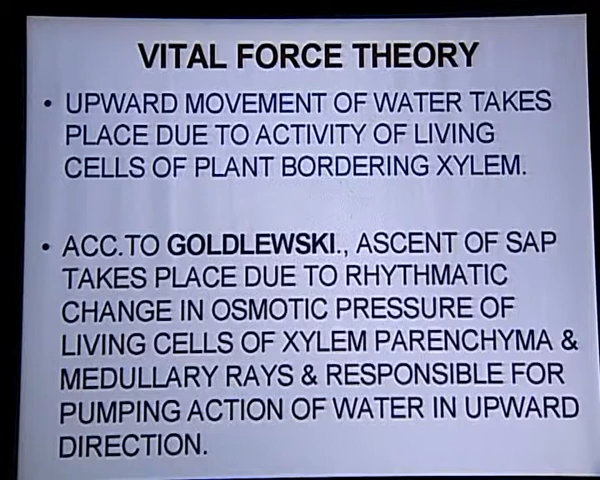 VITAL FORCE THEORY
• UPWARD MOVEMENT OF WATER TAKES
PLACE DUE TO ACTIVITY OF LIVING
CELLS OF PLANT BORDERING XYLEM.
• ACC.TO GOLDLEWSKI., ASCENT OF SAP
TAKES PLACE DUE TO RHYTHMATIC
CHANGE IN OSMOTIC PRESSURE OF
LIVING CELLS OF XYLEM PARENCHYMA &
MEDULLARY RAYS & RESPONSIBLE FOR
PUMPING ACTION OF WATER IN UPWARD
DIRECTION.